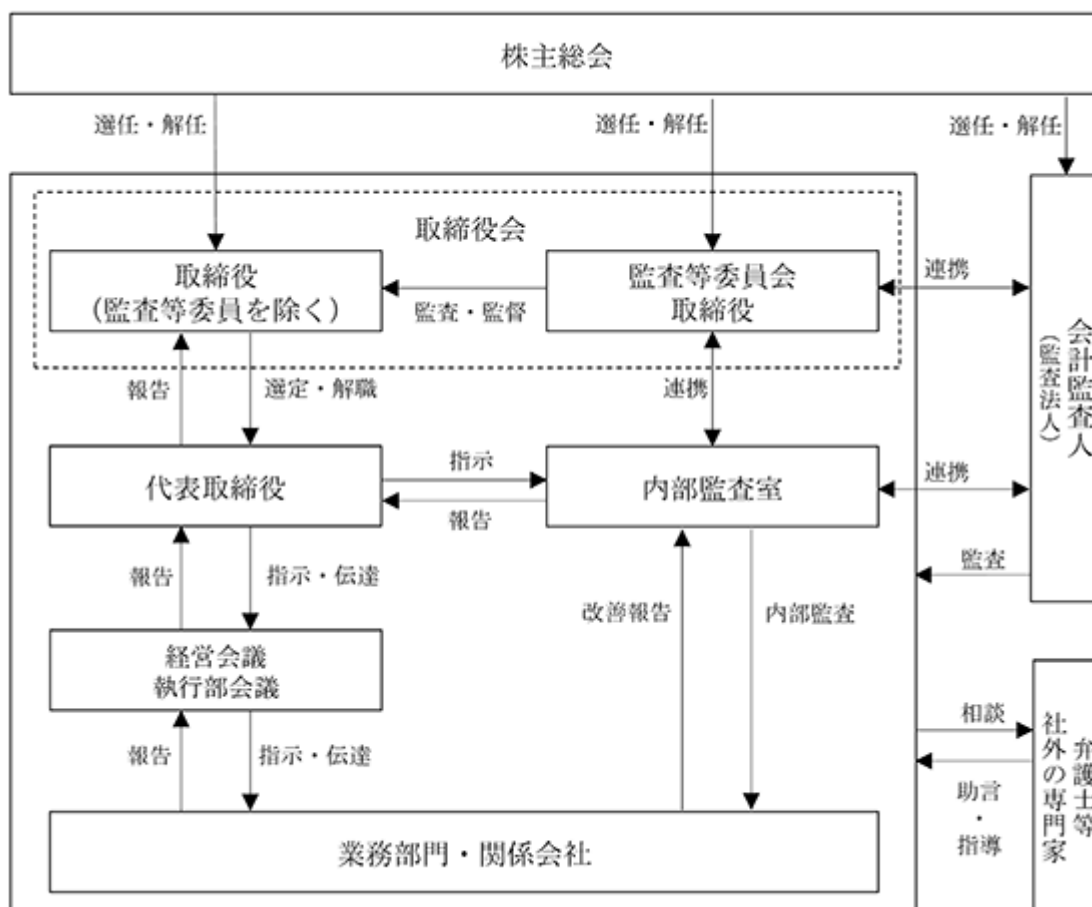 株主総会
選任・解任
選任・解任
選任・解任
取締役会
取締役
(監査等委員を除く)
監査・監督
監査等委員会
取締役
連携
会計監査人
(監査法人)
報告
選定・解職
連携
代表取締役
指示
報告
内部監査室
連携
監査
報告
指示・伝達
改善報告
内部監査
経営会議
執行部会議
報告
指示・伝達
相談
助言
・
指導
弁護士等
社外の専門家
業務部門・関係会社